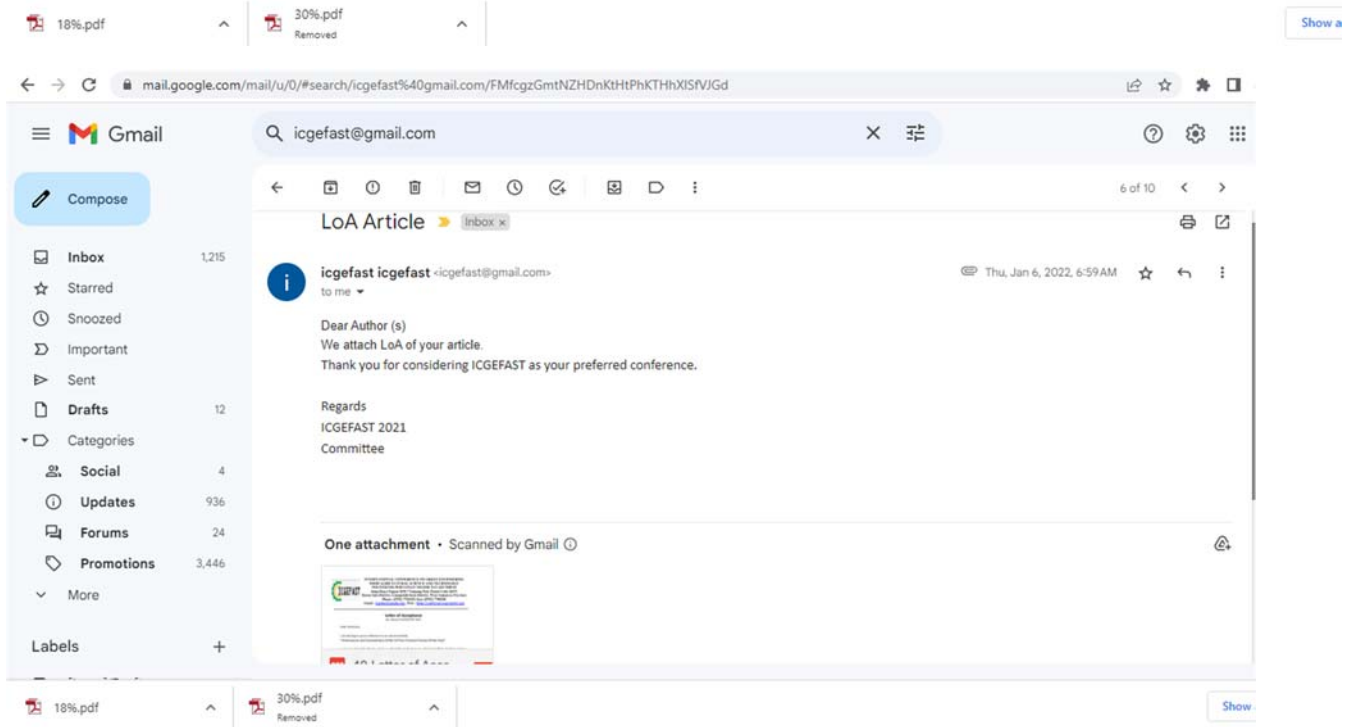 18%.pdf
30%.pdf
Removed
Show a
mail.google.com/mail/u/0/#search/icgefast%40gmail.com/FMfcgzGmtNZHDnKtHtPhKTHhXlSfVJGd
Gmail
icgefast@gmail.com
Compose
6 of 10
LoA Article
Inbox x
Inbox 1,215
icgefast icgefast <icgefast@gmail.com>
Thu, Jan 6, 2022, 6:59 AM
to me
Starred
Snoozed
Important
Sent
Drafts 12
Categories
Social 4
Updates 936
Forums 24
Promotions 3,446
More
Labels +
Dear Author (s)
We attach LoA of your article.
Thank you for considering ICGEFAST as your preferred conference.
Regards
ICGEFAST 2021
Committee
One attachment • Scanned by Gmail
ICGEFAST
Letter of Acceptance
18%.pdf
30%.pdf
Removed
Show